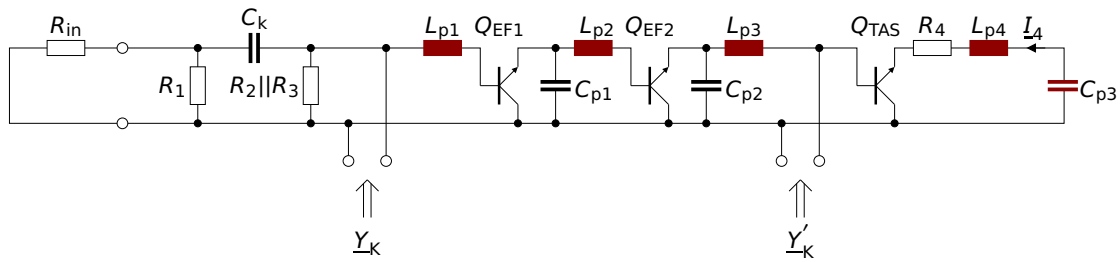 R_in
C_k
R_1
R_2||R_3
L_p1
Q_EF1
L_p2
C_p1
Q_EF2
L_p3
C_p2
Q_TAS
R_4
L_p4
I_4
C_p3
Y_K
Y'_K